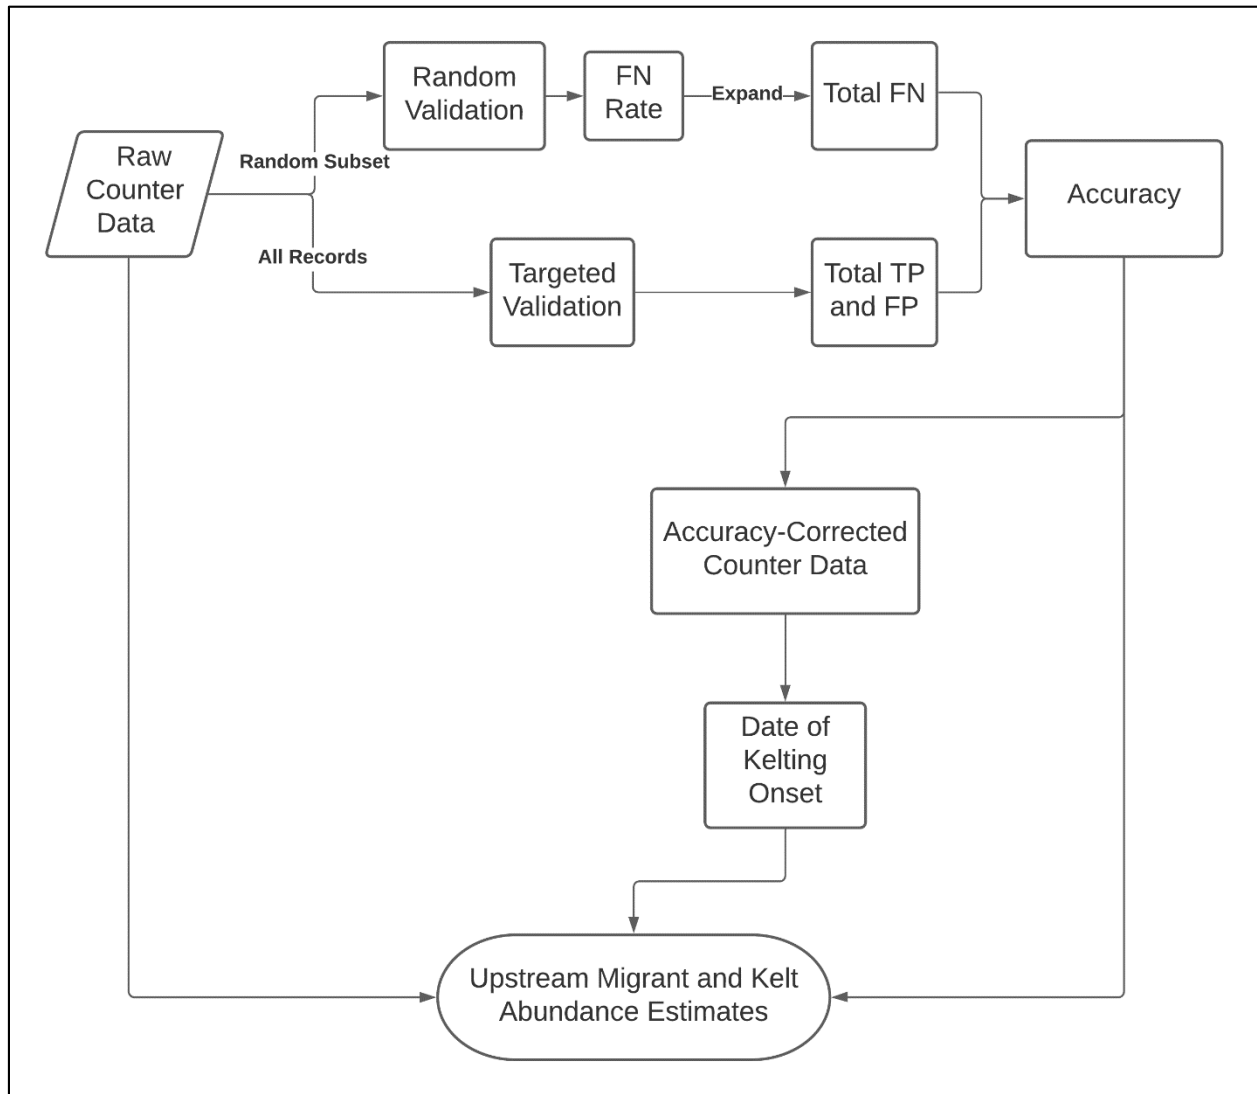 Random
Validation
FN
Rate
Expand
Total FN
Raw
Counter
Data
Random Subset
All Records
Accuracy
Targeted
Validation
Total TP
and FP
Accuracy-Corrected
Counter Data
Date of
Kelting
Onset
Upstream Migrant and Kelt
Abundance Estimates